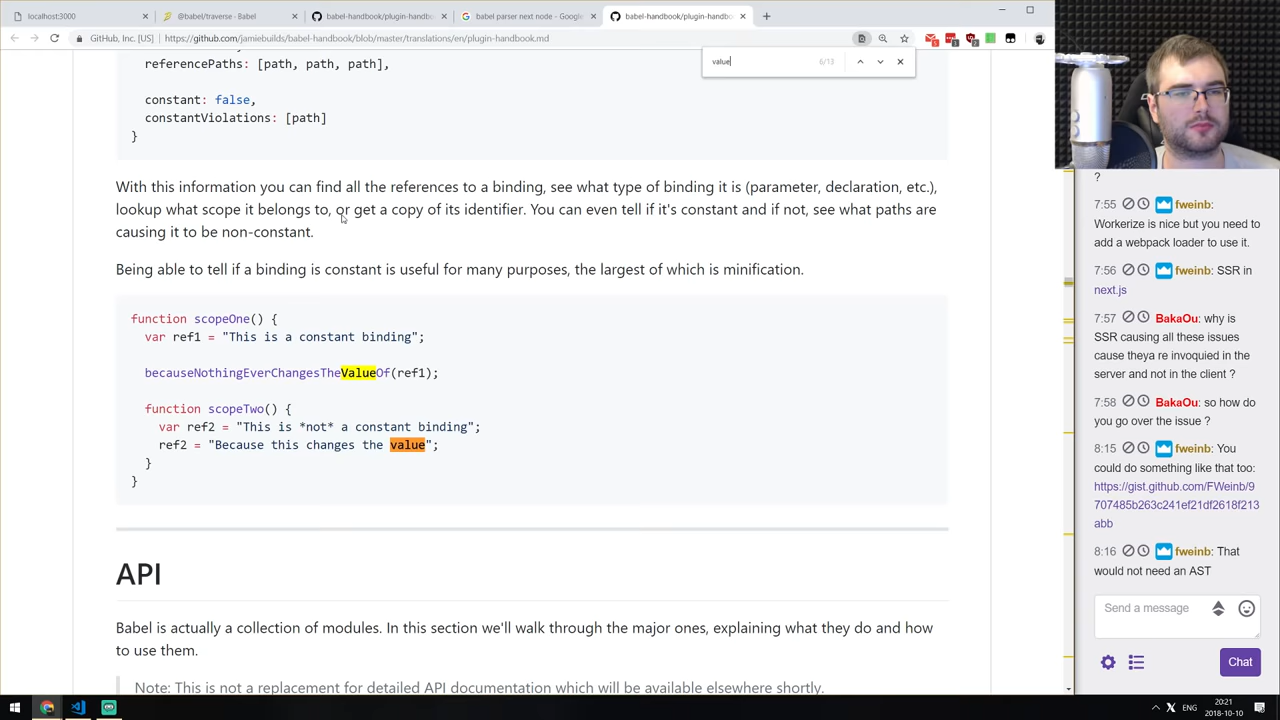 localhost:3000
@babel/traverse · Babel
babel-handbook/plugin-handb
babel parser next node - Google
babel-handbook/plugin-handb
GitHub, Inc. [US] | https://github.com/jamiebuilds/babel-handbook/blob/master/translations/en/plugin-handbook.md
value 6/13
referencePaths: [path, path, path],
constant: false,
constantViolations: [path]
}
With this information you can find all the references to a binding, see what type of binding it is (parameter, declaration, etc.),
lookup what scope it belongs to, or get a copy of its identifier. You can even tell if it's constant and if not, see what paths are
causing it to be non-constant.
Being able to tell if a binding is constant is useful for many purposes, the largest of which is minification.
function scopeOne() {
var ref1 = "This is a constant binding";
becauseNothingEverChangesTheValueOf(ref1);
function scopeTwo() {
var ref2 = "This is *not* a constant binding";
ref2 = "Because this changes the value";
}
}
API
Babel is actually a collection of modules. In this section we'll walk through the major ones, explaining what they do and how
to use them.
Note: This is not a replacement for detailed API documentation which will be available elsewhere shortly.
?
7:55 fweinb:
Workerize is nice but you need to
add a webpack loader to use it.
7:56 fweinb: SSR in
next.js
7:57 BakaOu: why is
SSR causing all these issues
cause theya re invoquied in the
server and not in the client ?
7:58 BakaOu: so how do
you go over the issue ?
8:15 fweinb: You
could do something like that too:
https://gist.github.com/FWeinb/9
707485b263c241ef21df2618f213
abb
8:16 fweinb: That
would not need an AST
Send a message
Chat
ENG
20:21
2018-10-10